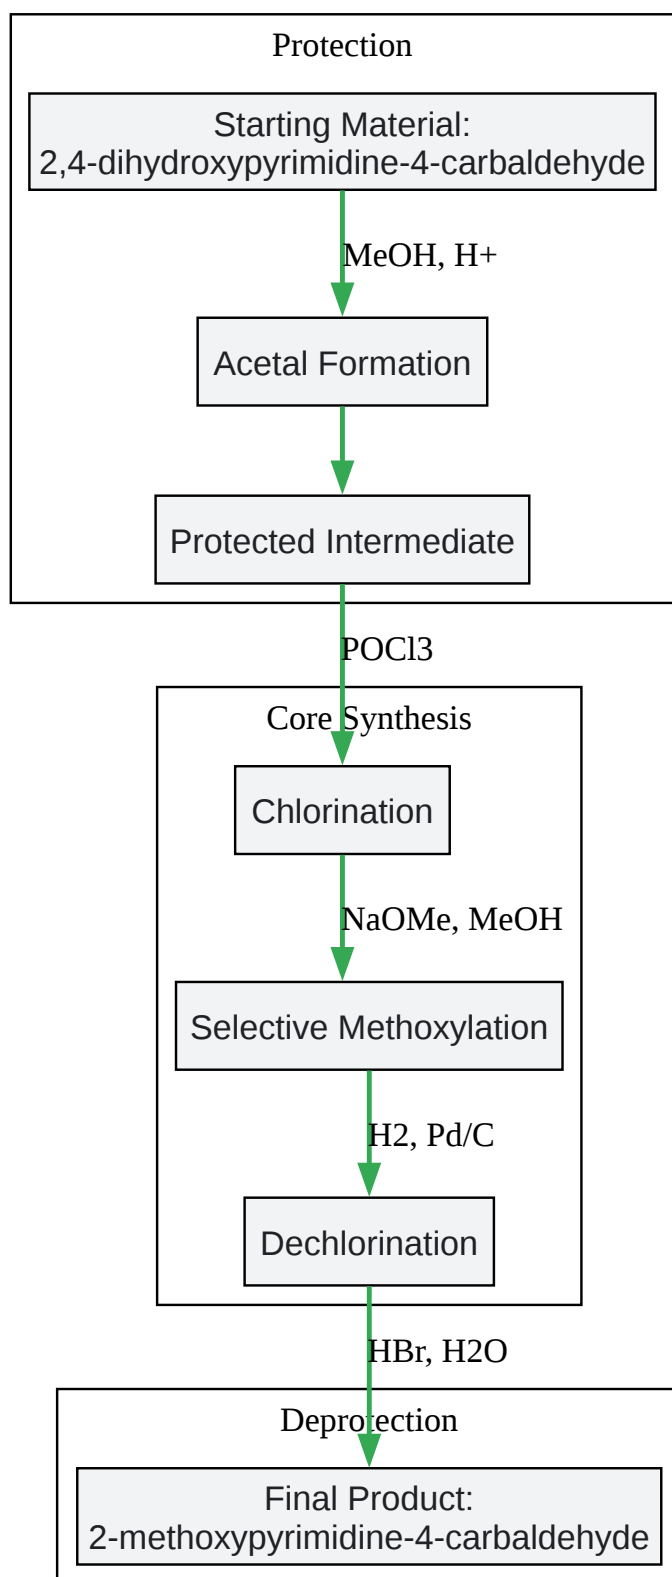 Protection
Starting Material:
2,4-dihydroxypyrimidine-4-carbaldehyde
MeOH, H+
Acetal Formation
Protected Intermediate
POCl3
Core Synthesis
Chlorination
NaOMe, MeOH
Selective Methoxylation
H2, Pd/C
Dechlorination
HBr, H2O
Deprotection
Final Product:
2-methoxypyrimidine-4-carbaldehyde